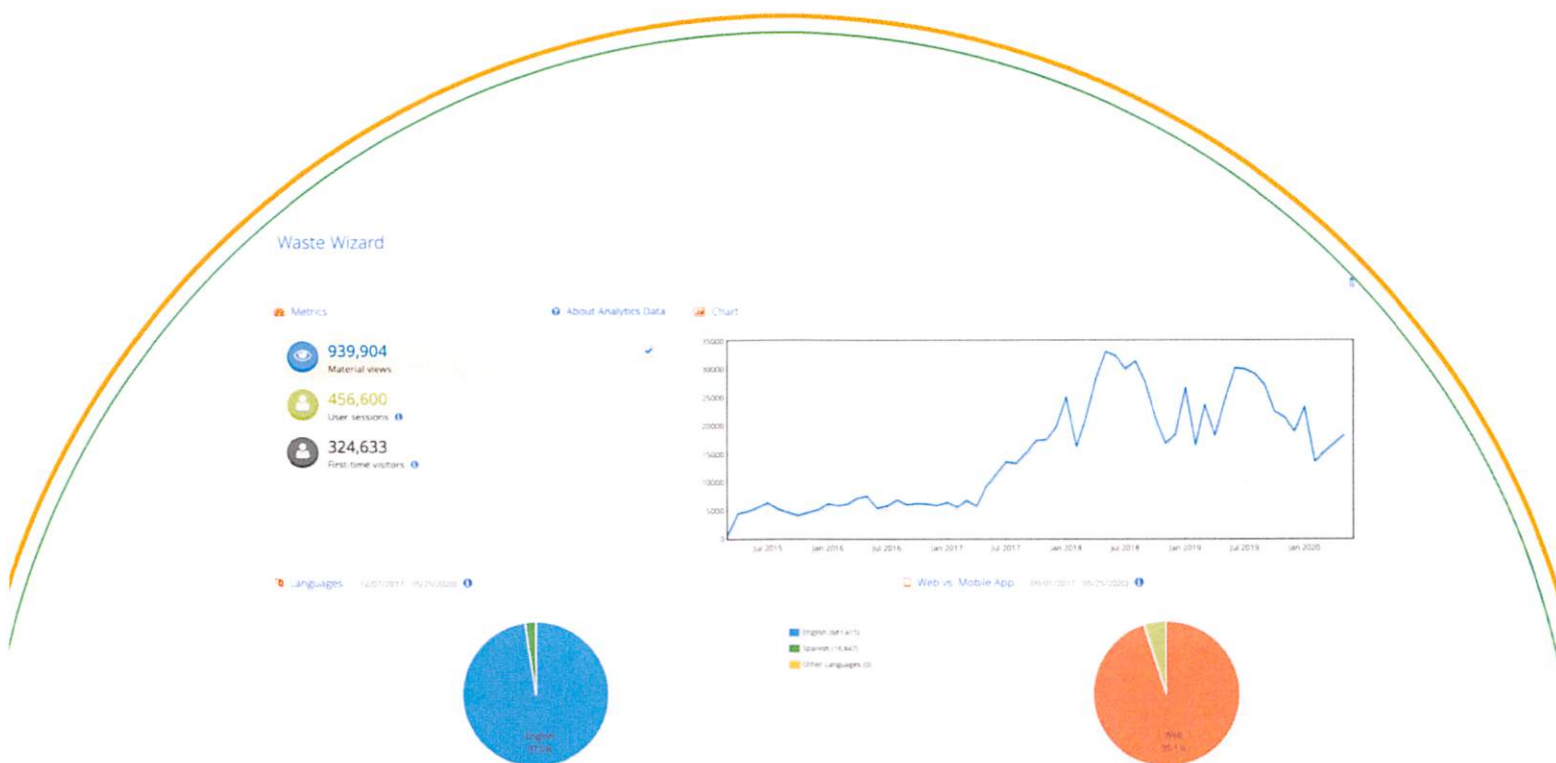 Waste Wizard
Metrics
About Analytics Data
Chart
939,904
Material views
456,600
User sessions
324,633
First-time visitors
35000
30000
25000
20000
15000
10000
5000
0
Jul 2015 Jan 2016 Jul 2016 Jan 2017 Jul 2017 Jan 2018 Jul 2018 Jan 2019 Jul 2019 Jan 2020
Languages
Web vs. Mobile App
English
Spanish
Other Languages (0)
English
Web